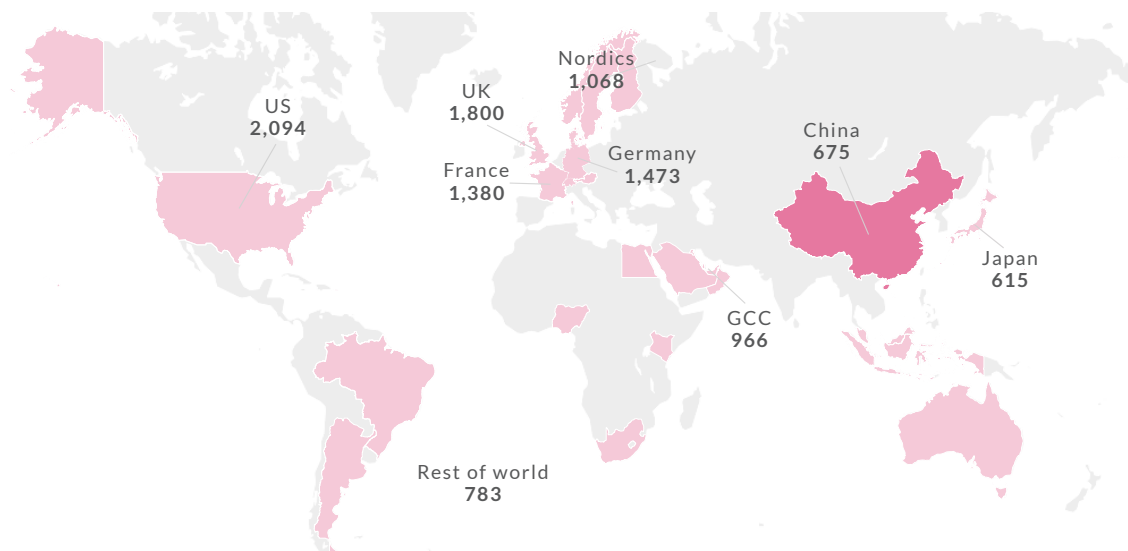 Nordics
1,068
UK
1,800
US
2,094
China
675
Germany
1,473
France
1,380
Japan
615
GCC
966
Rest of world
783